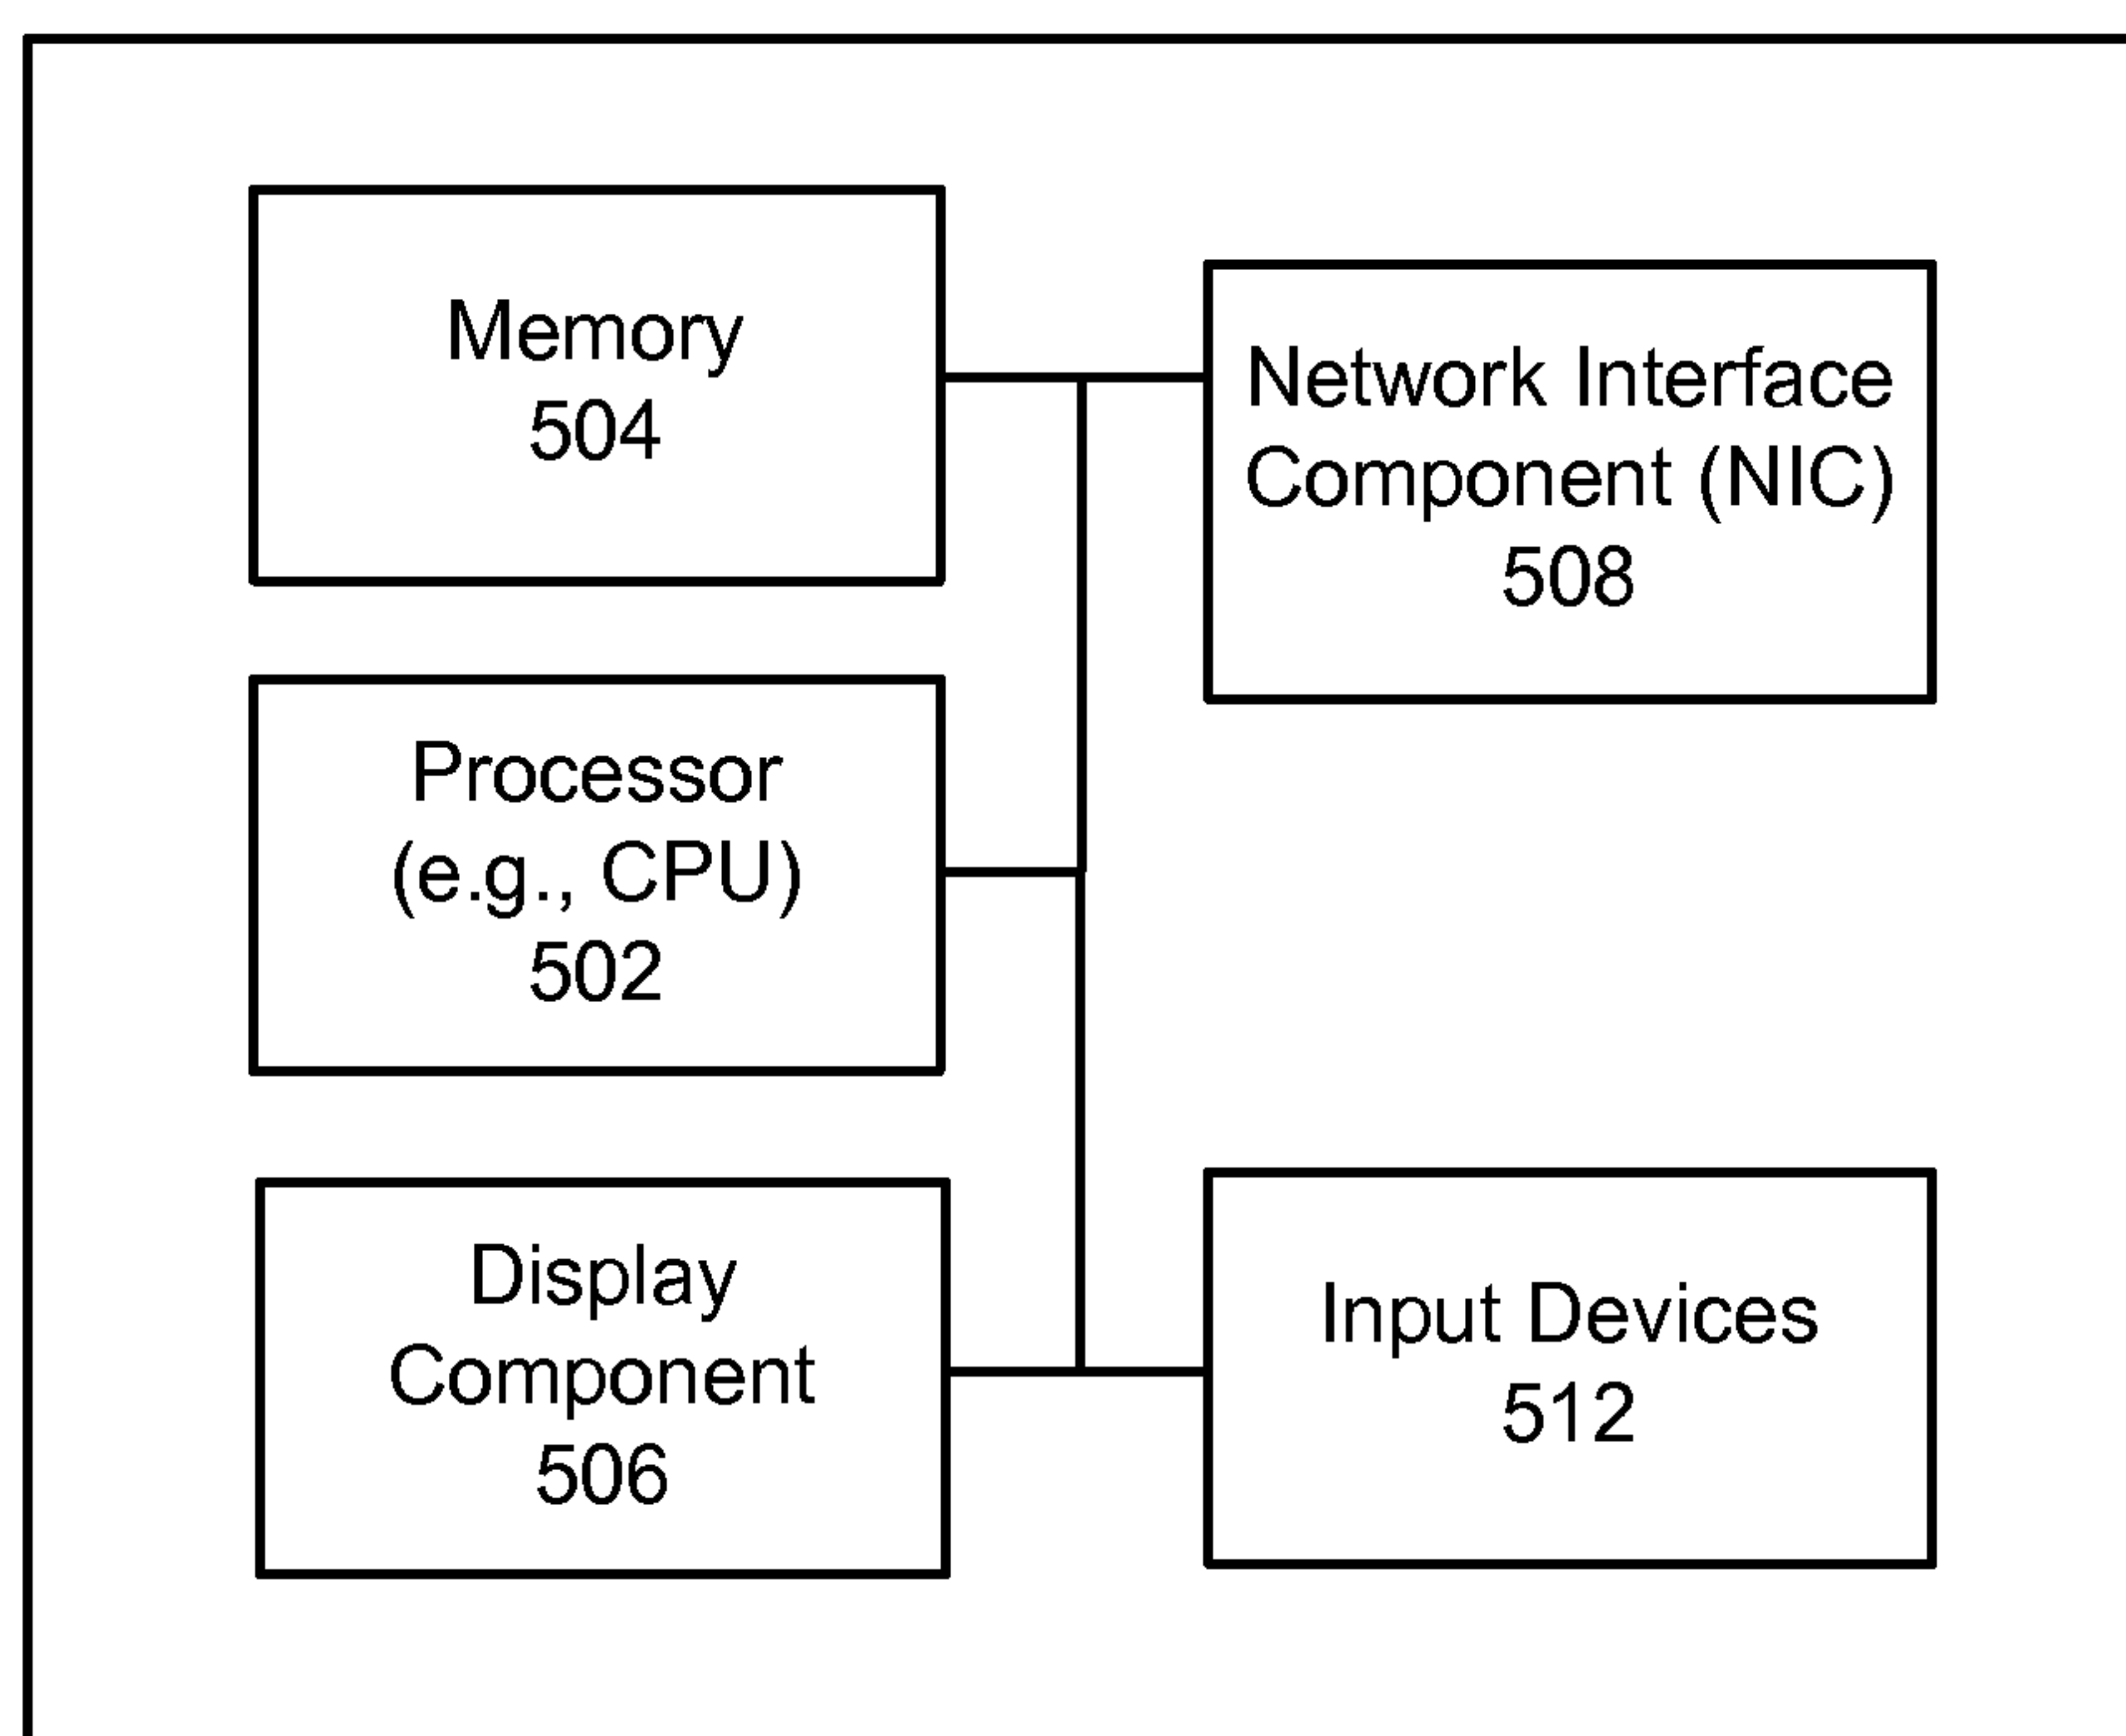 Memory
504
Network Interface
Component (NIC)
508
Processor
(e.g., CPU)
502
Display
Component
506
Input Devices
512